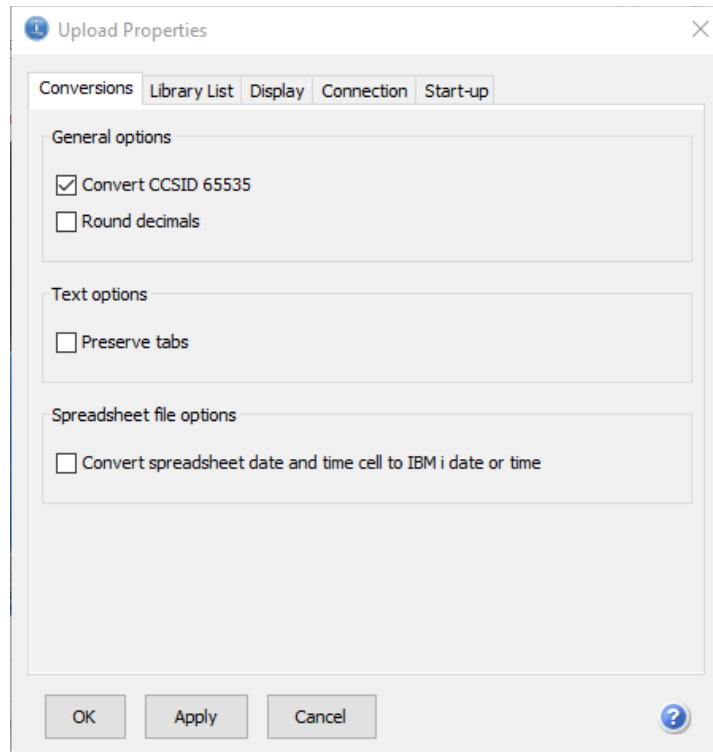 Upload Properties
Conversions Library List Display Connection Start-up
General options
Convert CCSID 65535
Round decimals
Text options
Preserve tabs
Spreadsheet file options
Convert spreadsheet date and time cell to IBM i date or time
OK Apply Cancel ?